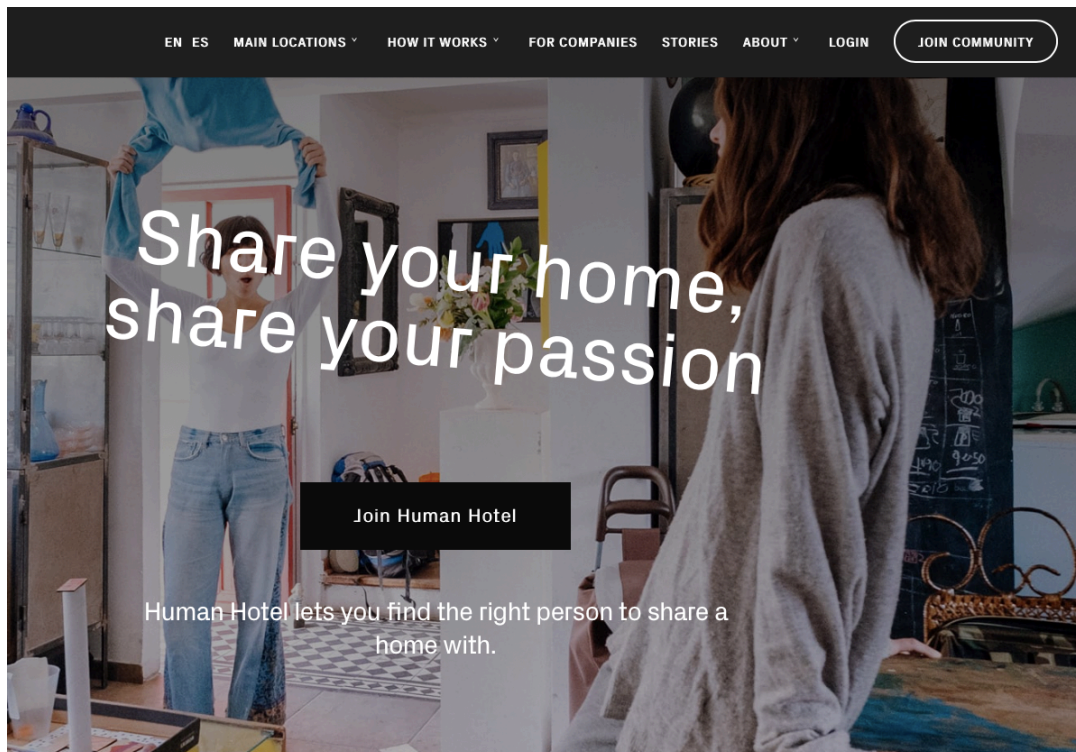 EN ES MAIN LOCATIONS HOW IT WORKS FOR COMPANIES STORIES ABOUT LOGIN JOIN COMMUNITY
Share your home,
share your passion
Join Human Hotel
Human Hotel lets you find the right person to share a
home with.